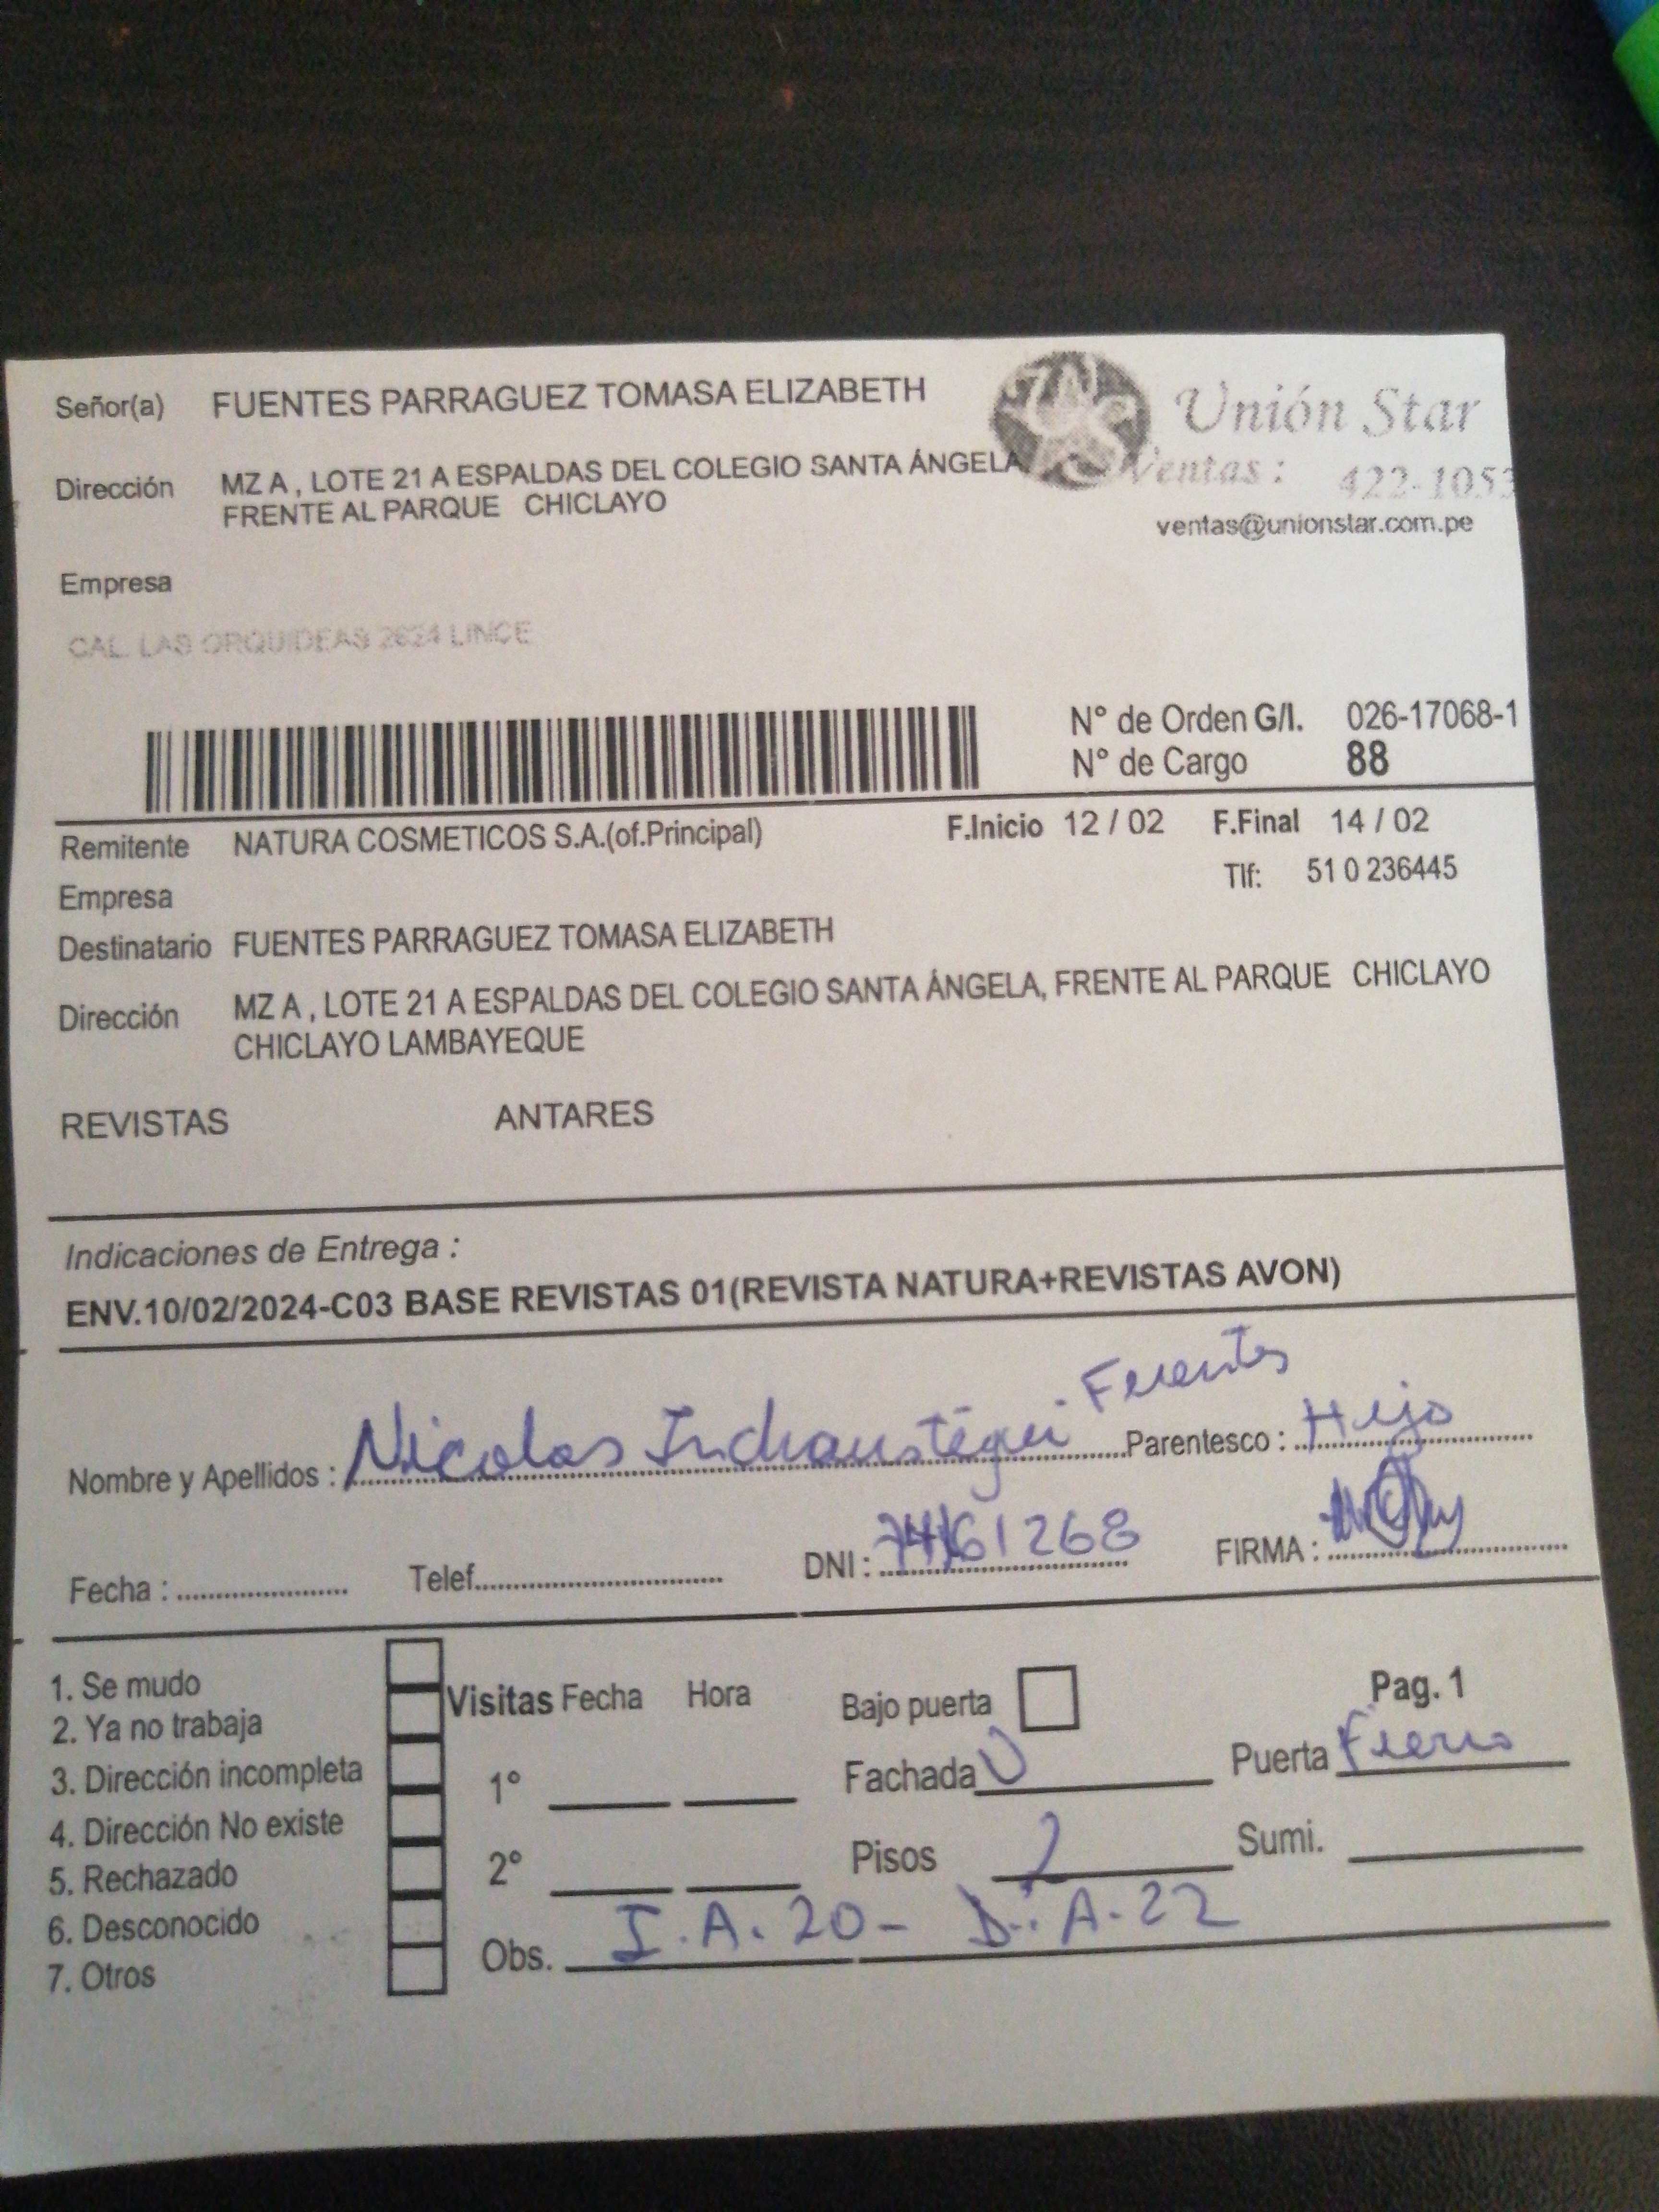 Señor(a) FUENTES PARRAGUEZ TOMASA ELIZABETH
Unión Star
Dirección MZ A , LOTE 21 A ESPALDAS DEL COLEGIO SANTA ÁNGELA
Ventas : 422-1053
FRENTE AL PARQUE CHICLAYO
ventas@unionstar.com.pe
Empresa
CAL. LAS ORQUIDEAS 2624 LINCE
N° de Orden G/I. 026-17068-1
N° de Cargo 88
Remitente NATURA COSMETICOS S.A.(of.Principal) F.Inicio 12 / 02 F.Final 14 / 02
Empresa Tlf: 51 0 236445
Destinatario FUENTES PARRAGUEZ TOMASA ELIZABETH
Dirección MZ A , LOTE 21 A ESPALDAS DEL COLEGIO SANTA ÁNGELA, FRENTE AL PARQUE CHICLAYO
CHICLAYO LAMBAYEQUE
REVISTAS ANTARES
Indicaciones de Entrega :
ENV.10/02/2024-C03 BASE REVISTAS 01(REVISTA NATURA+REVISTAS AVON)
Nombre y Apellidos : Nicolas Inchaustegui Fuentes Parentesco : Hijo
Fecha : Telef. DNI : 74161268 FIRMA :
1. Se mudo
2. Ya no trabaja
3. Dirección incompleta
4. Dirección No existe
5. Rechazado
6. Desconocido
7. Otros
Visitas Fecha Hora
1°
2°
Bajo puerta Pag. 1
Fachada Puerta Fierro
Pisos 2 Sumi.
Obs. I.A.20- D.A.22